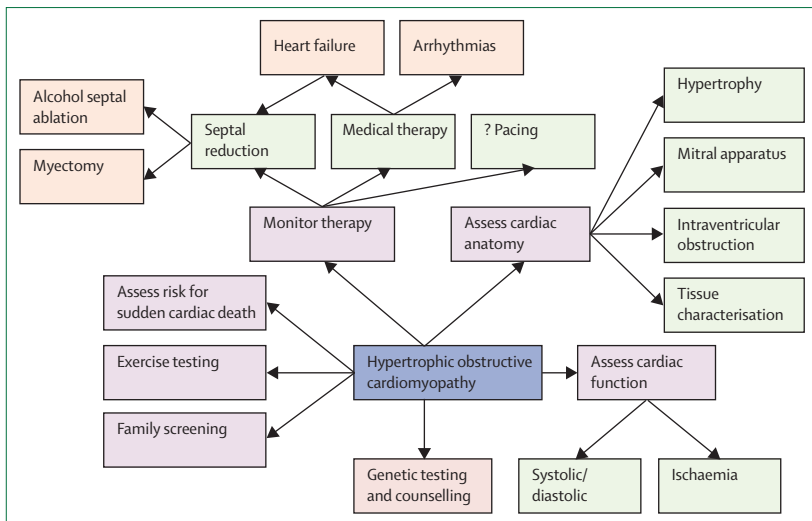 Heart failure
Arrhythmias
Alcohol septal
ablation
Myectomy
Septal
reduction
Medical therapy
? Pacing
Hypertrophy
Mitral apparatus
Intraventricular
obstruction
Tissue
characterisation
Monitor therapy
Assess cardiac
anatomy
Assess risk for
sudden cardiac death
Exercise testing
Family screening
Hypertrophic obstructive
cardiomyopathy
Assess cardiac
function
Genetic testing
and counselling
Systolic/
diastolic
Ischaemia